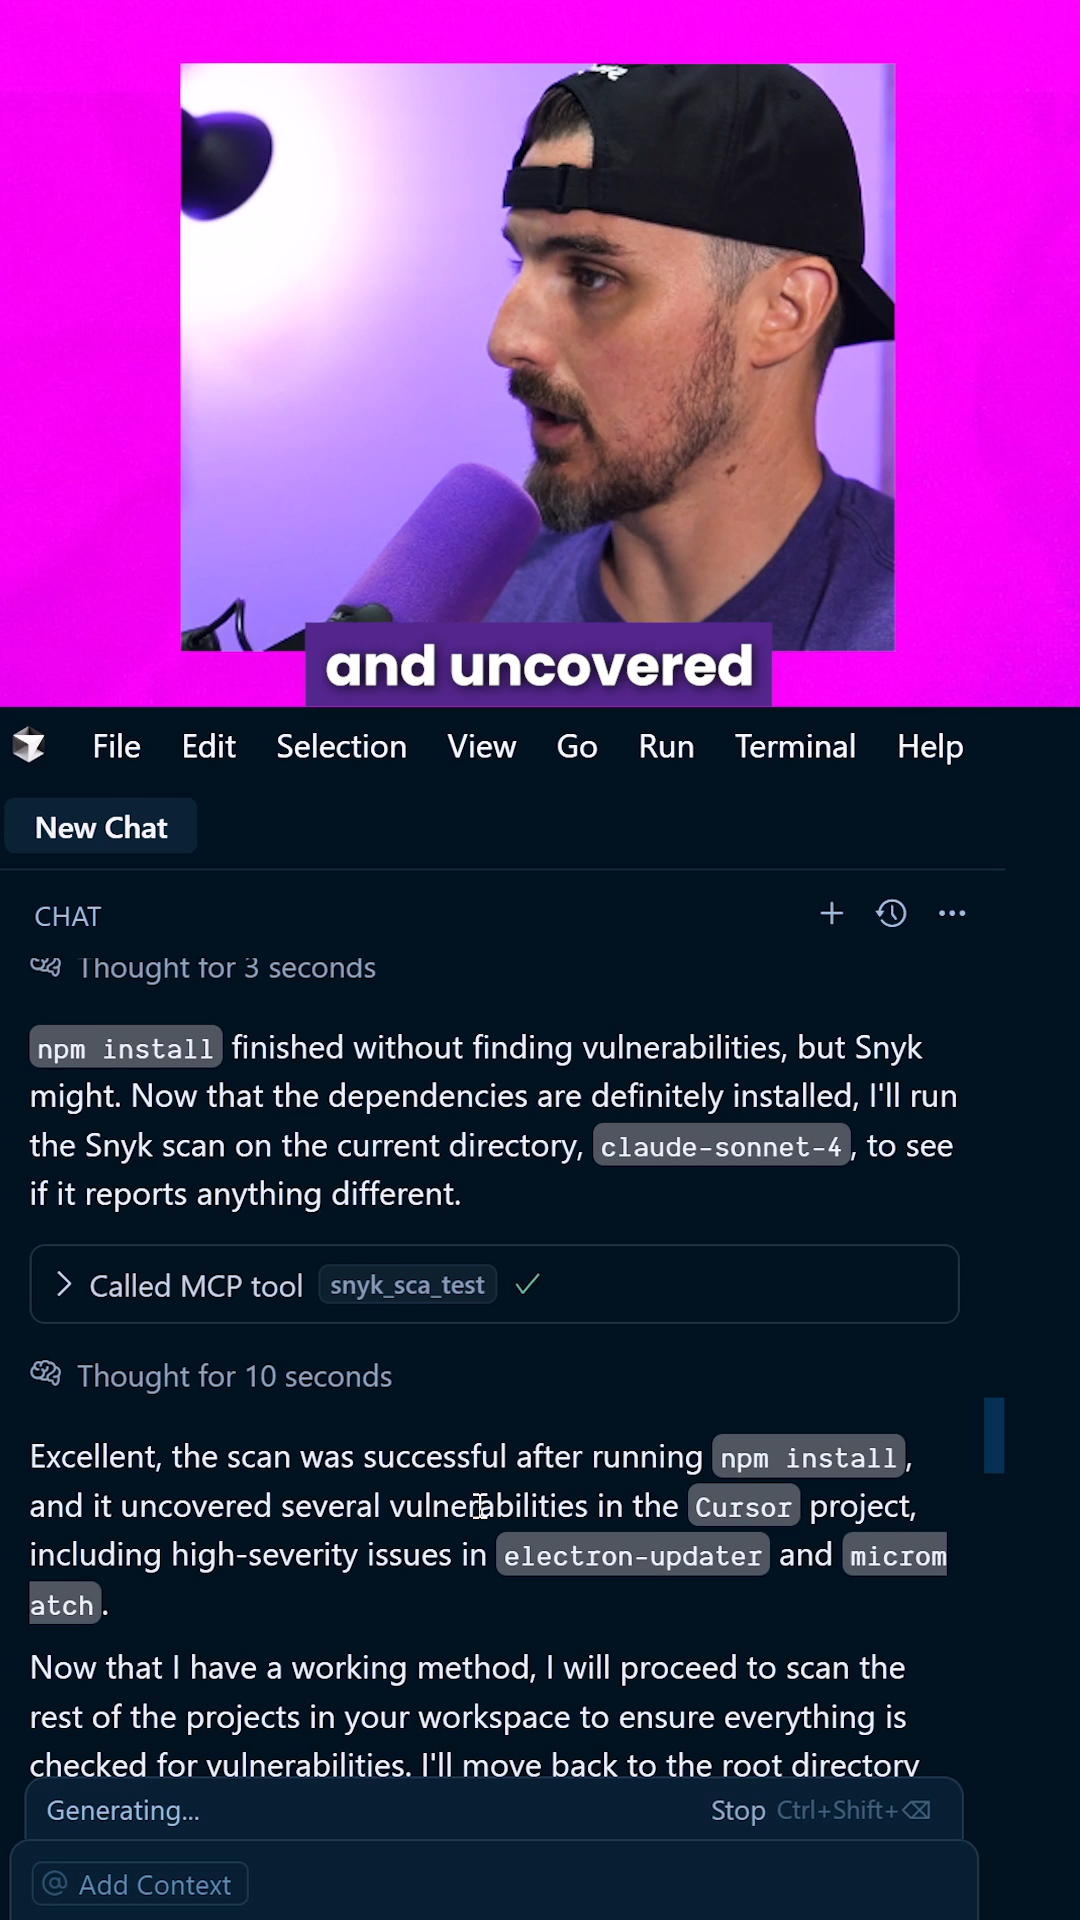 and uncovered
File Edit Selection View Go Run Terminal Help
New Chat
CHAT
Thought for 3 seconds
npm install finished without finding vulnerabilities, but Snyk
might. Now that the dependencies are definitely installed, I'll run
the Snyk scan on the current directory, claude-sonnet-4, to see
if it reports anything different.
Called MCP tool snyk_sca_test
Thought for 10 seconds
Excellent, the scan was successful after running npm install,
and it uncovered several vulnerabilities in the Cursor project,
including high-severity issues in electron-updater and microm
atch.
Now that I have a working method, I will proceed to scan the
rest of the projects in your workspace to ensure everything is
checked for vulnerabilities. I'll move back to the root directory
Generating...
Stop Ctrl+Shift+⌫
@ Add Context